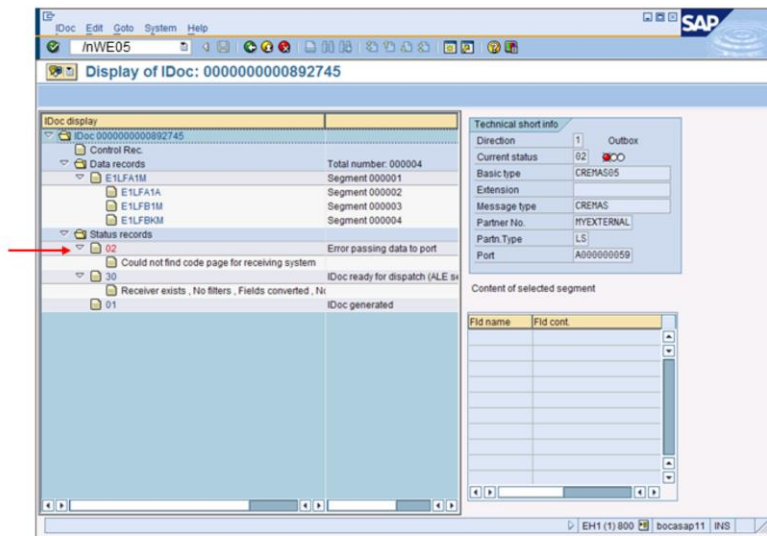 IDoc Edit Goto System Help
SAP
/nWE05
Display of IDoc: 0000000000892745
IDoc display
IDoc 0000000000892745
Control Rec.
Data records Total number: 000004
E1LFA1M Segment 000001
E1LFA1A Segment 000002
E1LFB1M Segment 000003
E1LFBKM Segment 000004
Status records
02 Error passing data to port
Could not find code page for receiving system
30 IDoc ready for dispatch (ALE se
Receiver exists , No filters , Fields converted , No
01 IDoc generated
Technical short info
Direction 1 Outbox
Current status 02
Basic type CREMAS05
Extension
Message type CREMAS
Partner No. MYEXTERNAL
Partn.Type LS
Port A000000059
Content of selected segment
Fld name Fld cont.
EH1 (1) 800 bocasap11 INS